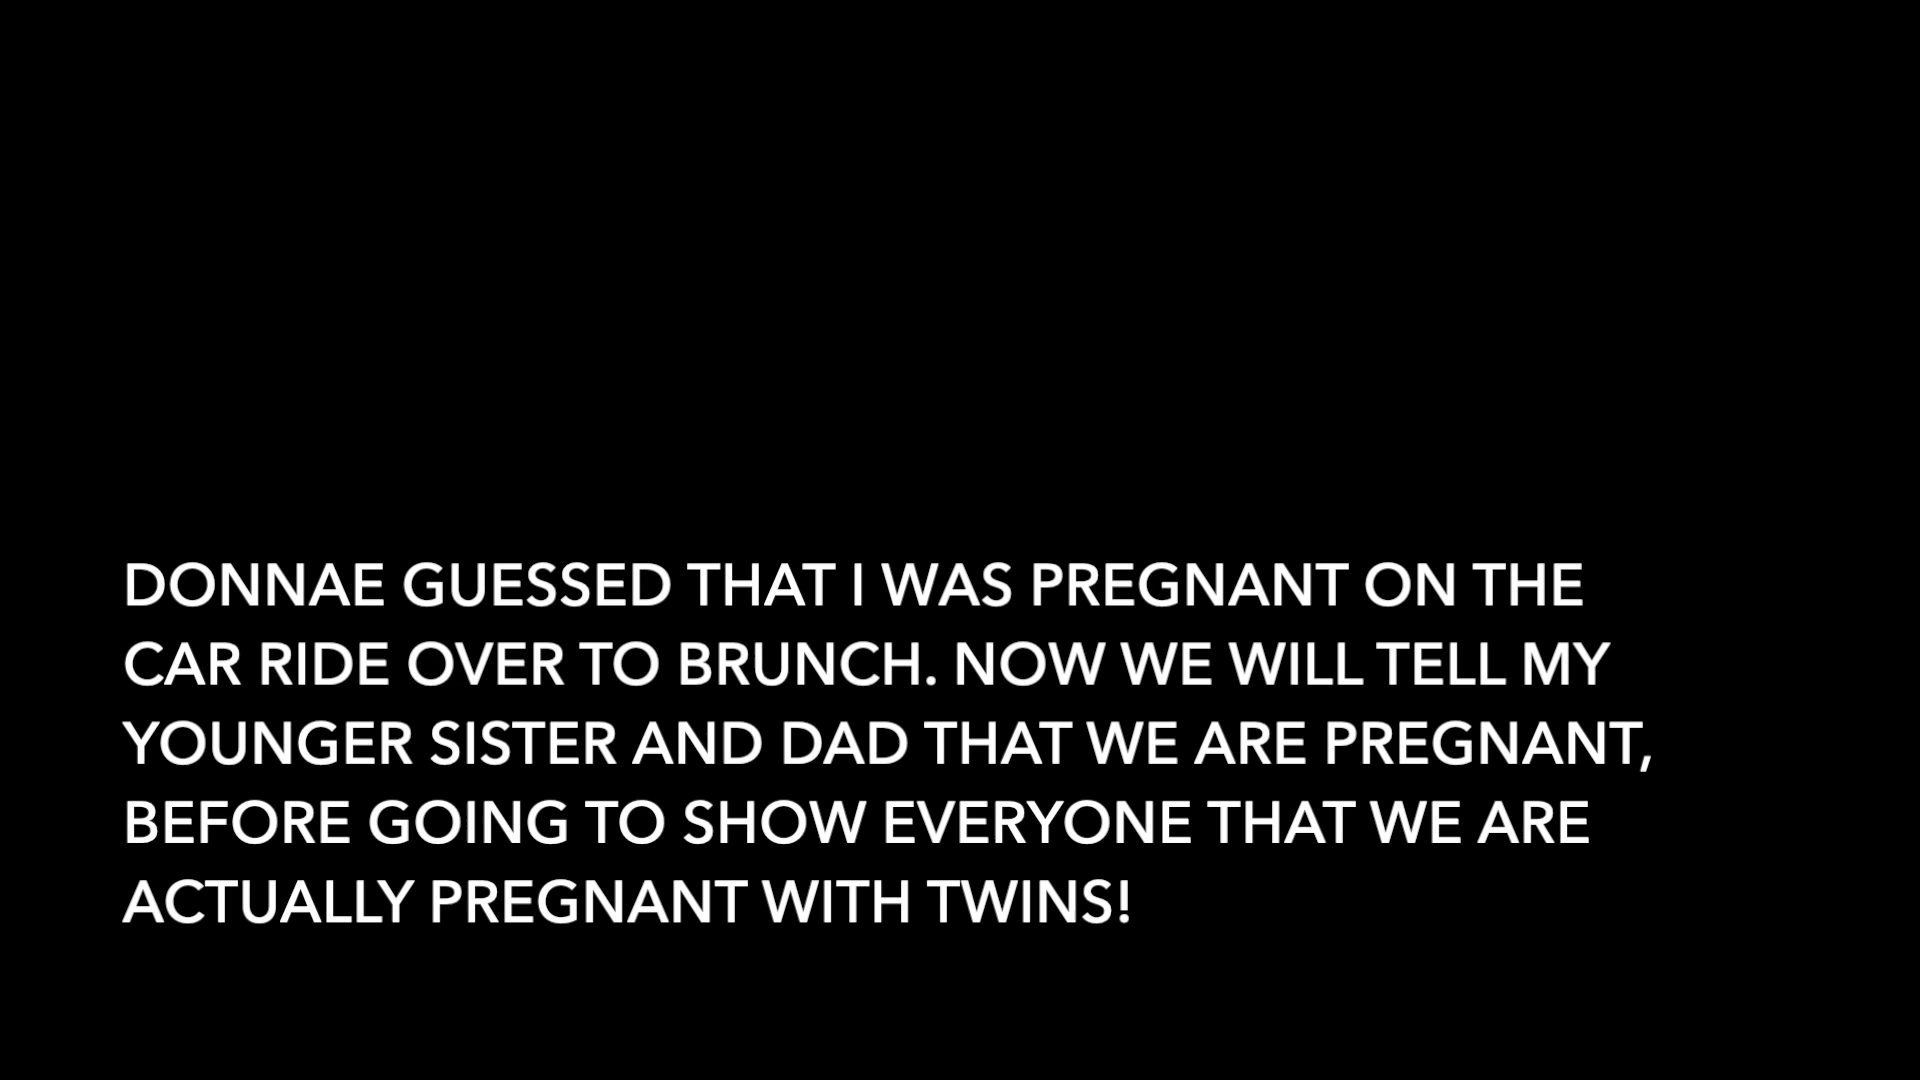 DONNAE GUESSED THAT I WAS PREGNANT ON THE
CAR RIDE OVER TO BRUNCH. NOW WE WILL TELL MY
YOUNGER SISTER AND DAD THAT WE ARE PREGNANT,
BEFORE GOING TO SHOW EVERYONE THAT WE ARE
ACTUALLY PREGNANT WITH TWINS!